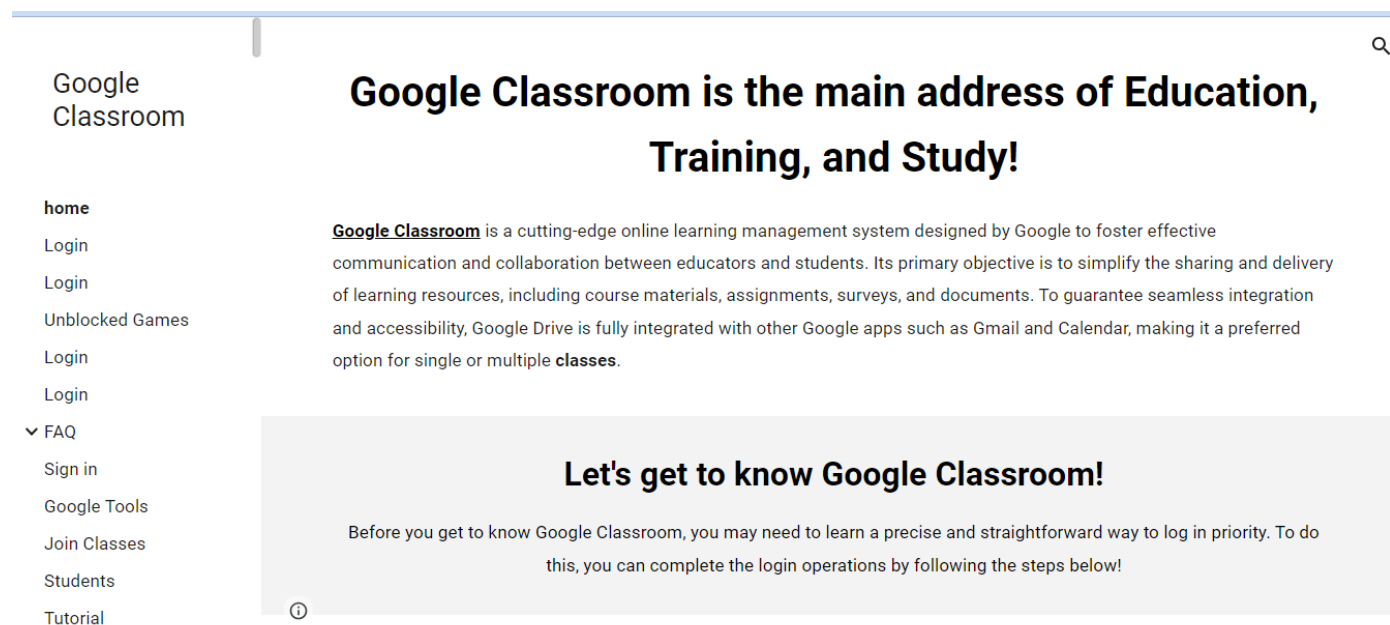 Google
Classroom
home
Login
Login
Unblocked Games
Login
Login
FAQ
Sign in
Google Tools
Join Classes
Students
Tutorial
Google Classroom is the main address of Education,
Training, and Study!
Google Classroom is a cutting-edge online learning management system designed by Google to foster effective
communication and collaboration between educators and students. Its primary objective is to simplify the sharing and delivery
of learning resources, including course materials, assignments, surveys, and documents. To guarantee seamless integration
and accessibility, Google Drive is fully integrated with other Google apps such as Gmail and Calendar, making it a preferred
option for single or multiple classes.
Let's get to know Google Classroom!
Before you get to know Google Classroom, you may need to learn a precise and straightforward way to log in priority. To do
this, you can complete the login operations by following the steps below!